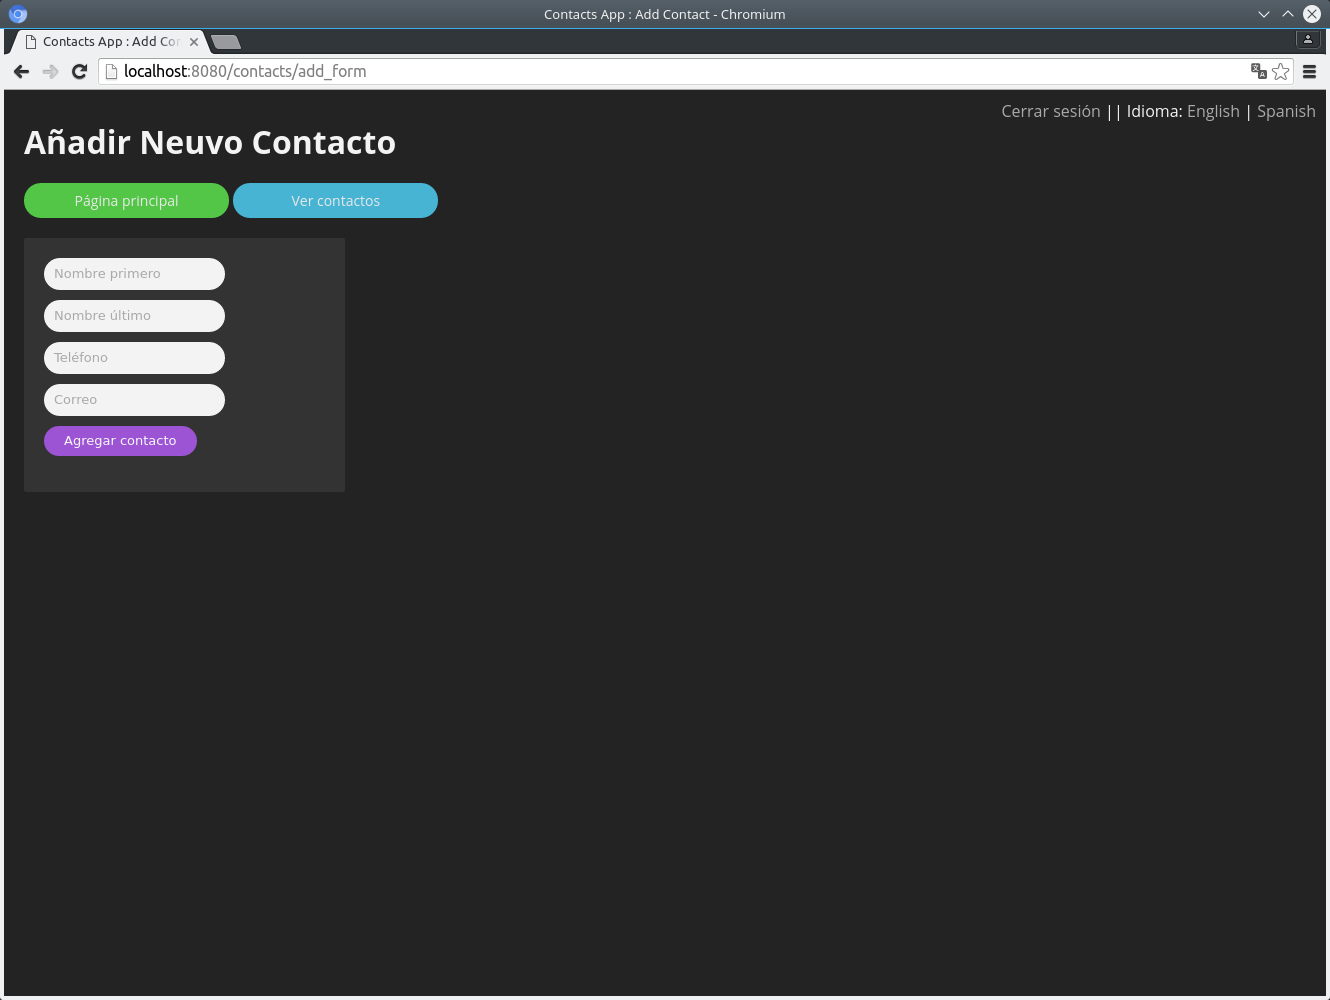 Contacts App : Add Contact - Chromium
Contacts App : Add Con
localhost:8080/contacts/add_form
Cerrar sesión || Idioma: English | Spanish
Añadir Neuvo Contacto
Página principal
Ver contactos
Nombre primero
Nombre último
Teléfono
Correo
Agregar contacto